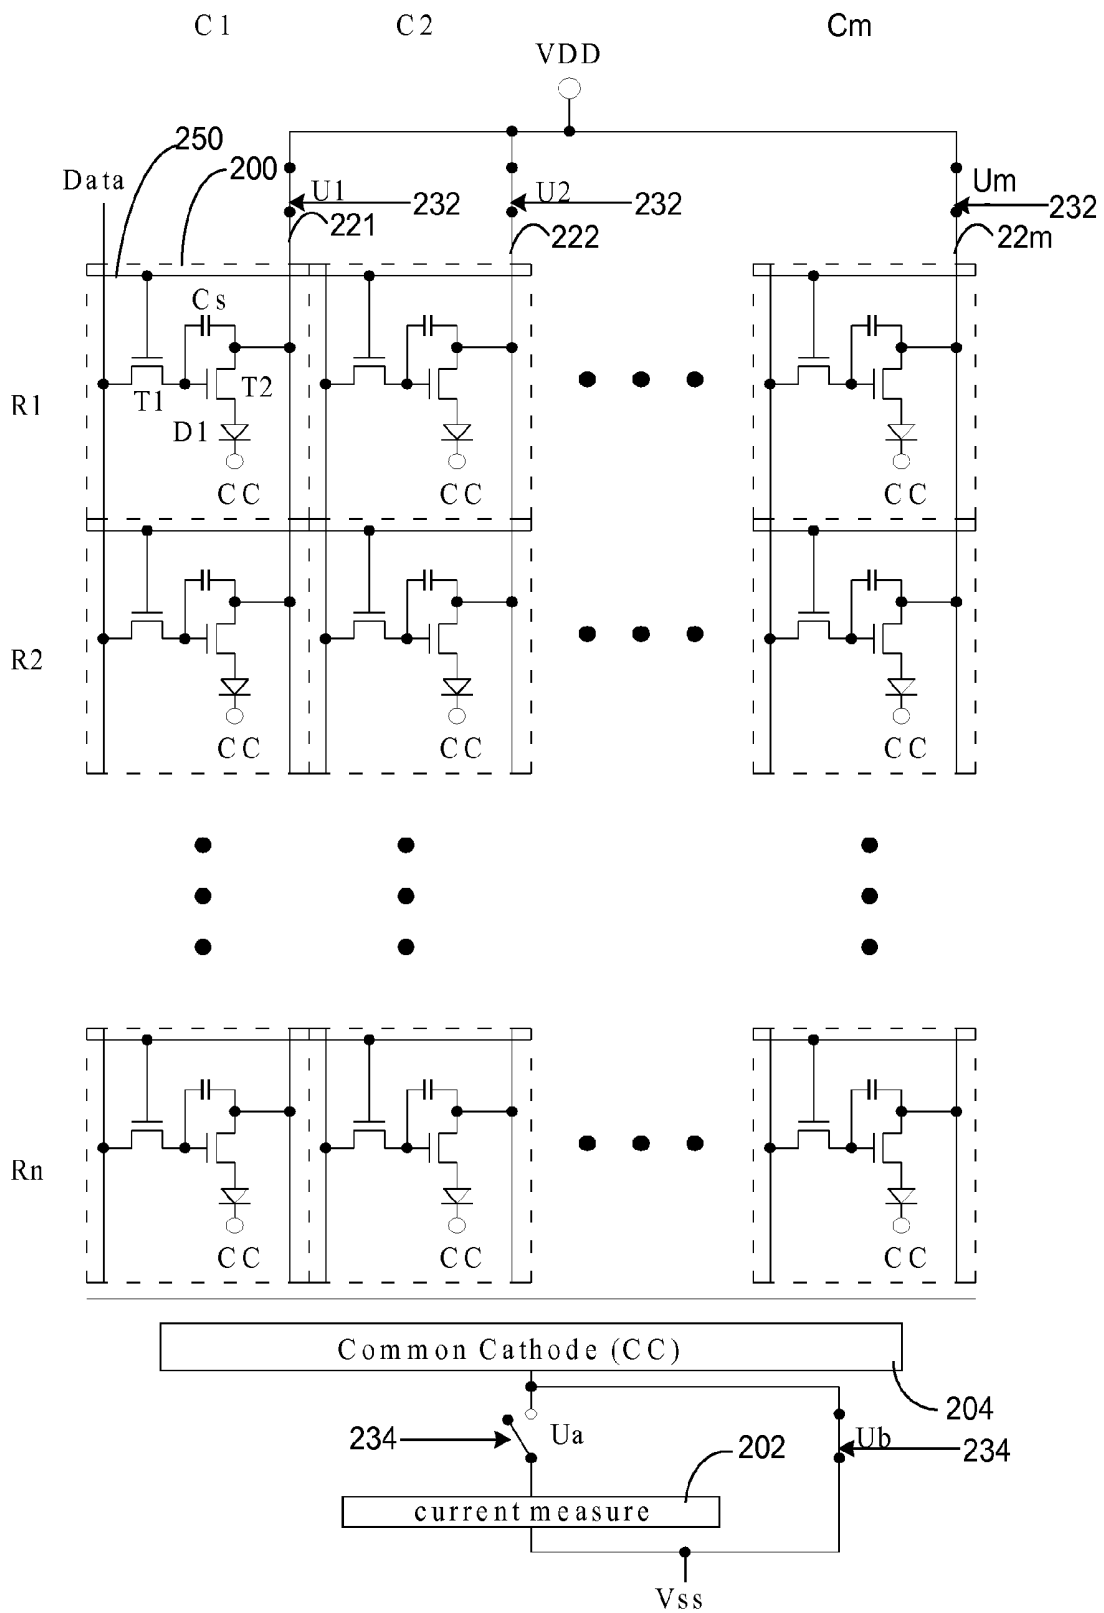 C1 C2 Cm
VDD
250
200
Data U1 232 U2 232 Um 232
221 222 22m
Cs
R1 T1 T2
D1
CC CC CC
R2
CC CC CC
Rn
CC CC CC
Common Cathode (CC)
204
234 Ua Ub 234
202
current measure
Vss